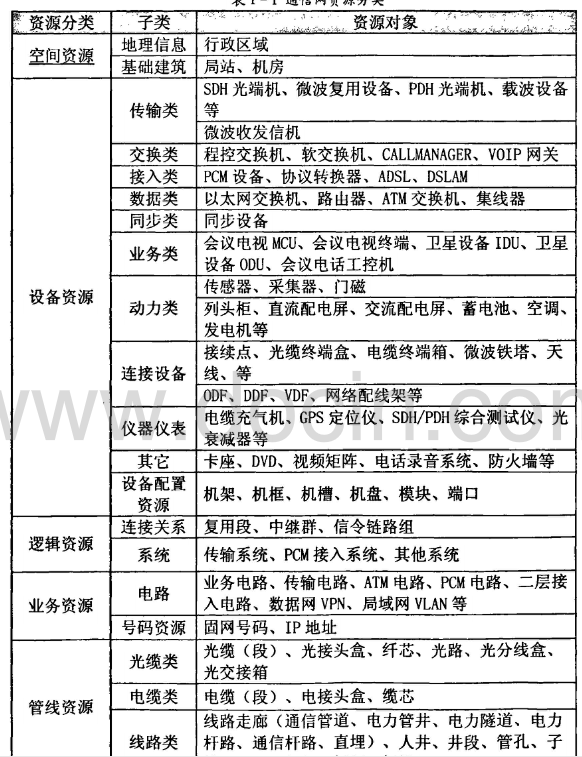 表 1-1 通信网资源分类
资源分类 子类 资源对象
空间资源 地理信息 行政区域
基础建筑 局站、机房
设备资源 传输类 SDH 光端机、微波复用设备、PDH 光端机、载波设备
等
微波收发信机
交换类 程控交换机、软交换机、CALLMANAGER、VOIP 网关
接入类 PCM 设备、协议转换器、ADSL、DSLAM
数据类 以太网交换机、路由器、ATM 交换机、集线器
同步类 同步设备
业务类 会议电视 MCU、会议电视终端、卫星设备 IDU、卫星
设备 ODU、会议电话工控机
动力类 传感器、采集器、门磁
列头柜、直流配电屏、交流配电屏、蓄电池、空调、
发电机等
连接设备 接续点、光缆终端盒、电缆终端箱、微波铁塔、天
线、等
ODF、DDF、VDF、网络配线架等
仪器仪表 电缆充气机、GPS 定位仪、SDH/PDH 综合测试仪、光
衰减器等
其它 卡座、DVD、视频矩阵、电话录音系统、防火墙等
设备配置
资源 机架、机框、机槽、机盘、模块、端口
逻辑资源 连接关系 复用段、中继群、信令链路组
系统 传输系统、PCM 接入系统、其他系统
业务资源 电路 业务电路、传输电路、ATM 电路、PCM 电路、二层接
入电路、数据网 VPN、局域网 VLAN 等
号码资源 固网号码、IP 地址
管线资源 光缆类 光缆（段）、光接头盒、纤芯、光路、光分线盒、
光交接箱
电缆类 电缆（段）、电接头盒、缆芯
线路类 线路走廊（通信管道、电力管井、电力隧道、电力
杆路、通信杆路、直埋）、人井、井段、管孔、子